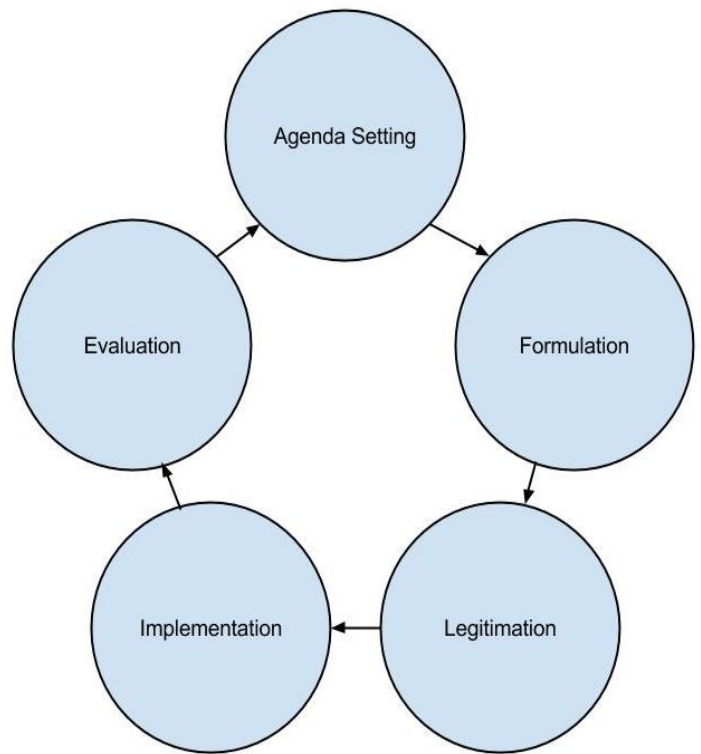 Agenda Setting
Formulation
Legitimation
Implementation
Evaluation